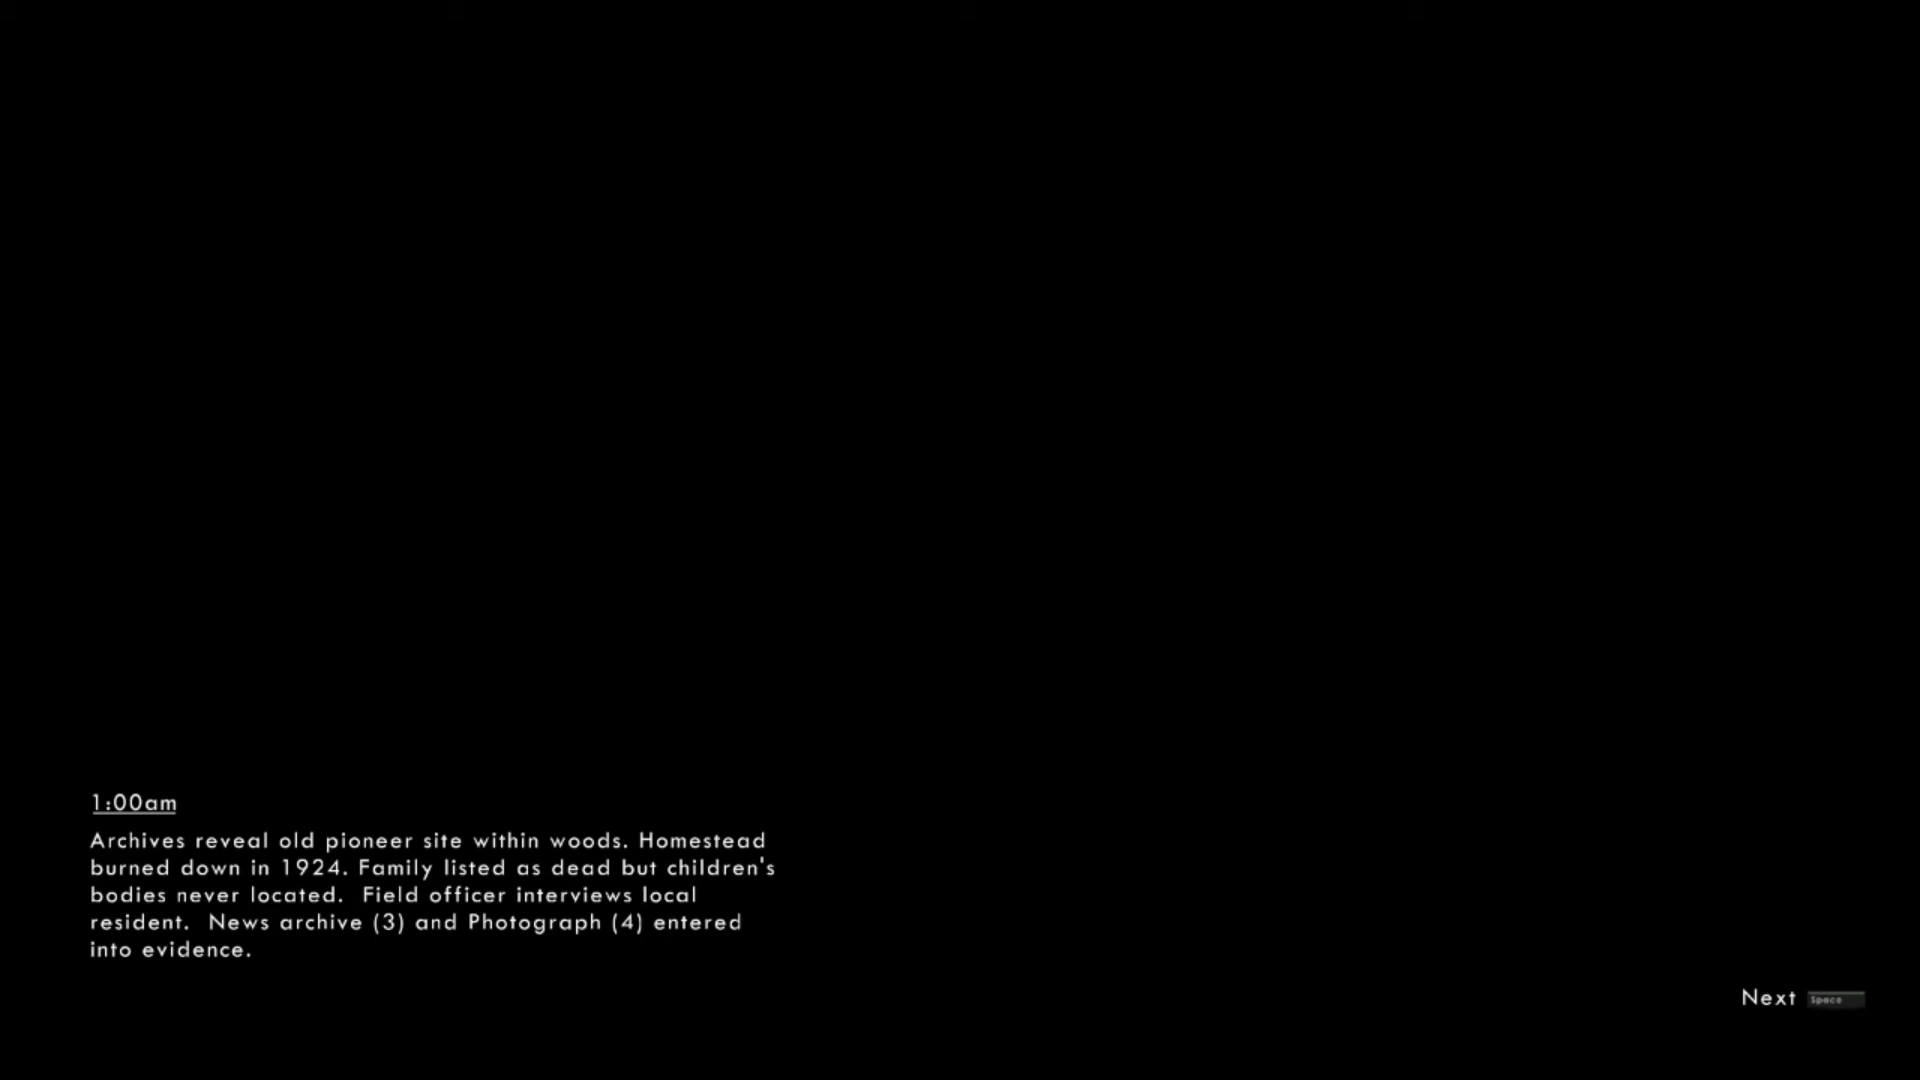 1:00am
Archives reveal old pioneer site within woods. Homestead
burned down in 1924. Family listed as dead but children's
bodies never located.  Field officer interviews local
resident.  News archive (3) and Photograph (4) entered
into evidence.
Next Space